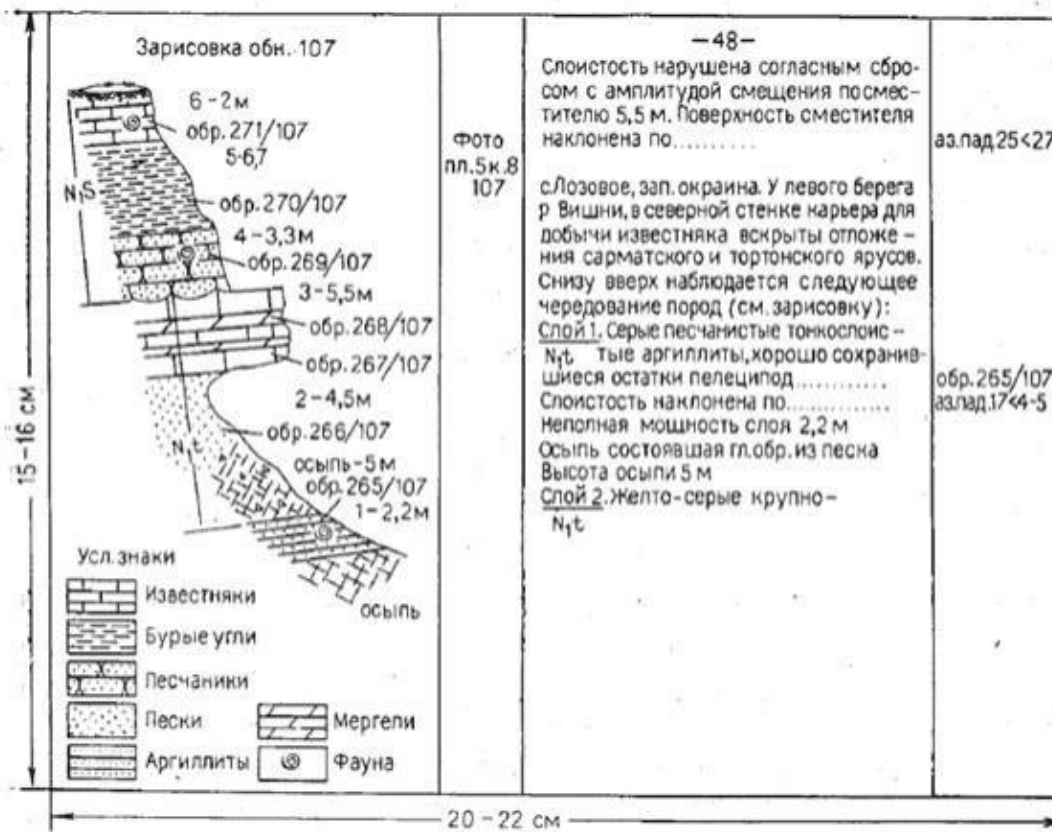 Зарисовка обн. 107
6-2м
обр. 271/107
5-6,7
N₁S
обр. 270/107
4-3,3м
обр. 269/107
3-5,5м
обр. 268/107
обр. 267/107
2-4,5м
обр. 266/107
N₁t
осыпь-5м
обр. 265/107
1-2,2м
осыпь
Усл. знаки
Известняки
Бурые угли
Песчаники
Пески
Мергели
Аргиллиты
Фауна
Фото
пл.5к.8
107
-48-
Слоистость нарушена согласным сбро-
сом с амплитудой смещения по смес-
тителю 5,5 м. Поверхность сместителя
наклонена по..........
аз.пад.25<27
с.Лозовое, зап. окраина. У левого берега
р Вишни, в северной стенке карьера для
добычи известняка вскрыты отложе-
ния сарматского и тортонского ярусов.
Снизу вверх наблюдается следующее
чередование пород (см. зарисовку):
Слой 1. Серые песчанистые тонкослоис-
N₁t тые аргиллиты, хорошо сохранив-
шиеся остатки пелеципод............
обр. 265/107
Слоистость наклонена по............
аз.пад.17<4-5
Неполная мощность слоя 2,2 м
Осыпь состоявшая гл. обр. из песка
Высота осыпи 5 м
Слой 2. Желто-серые крупно-
N₁t
15-16 см
20-22 см